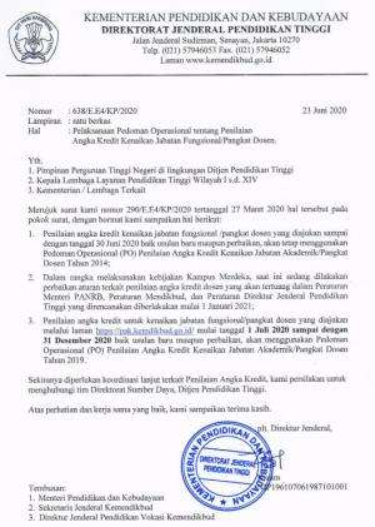 KEMENTERIAN PENDIDIKAN DAN KEBUDAYAAN
DIREKTORAT JENDERAL PENDIDIKAN TINGGI
Jalan Jenderal Sudirman, Senayan, Jakarta 10270
Telp. (021) 57946053 Fax. (021) 57946052
Laman www.kemendikbud.go.id
Nomor : 638/E.E4/KP/2020 23 Juni 2020
Lampiran : satu berkas
Hal : Pelaksanaan Pedoman Operasional tentang Penilaian
Angka Kredit Kenaikan Jabatan Fungsional/Pangkat Dosen.
Yth.
1. Pimpinan Perguruan Tinggi Negeri di lingkungan Ditjen Pendidikan Tinggi
2. Kepala Lembaga Layanan Pendidikan Tinggi Wilayah I s.d. XIV
3. Kementerian / Lembaga Terkait
Merujuk surat kami nomor 290/E.E4/KP/2020 tertanggal 27 Maret 2020 hal tersebut pada
pokok surat, dengan hormat kami sampaikan hal berikut:
1. Penilaian angka kredit kenaikan jabatan fungsional /pangkat dosen yang diajukan sampai
dengan tanggal 30 Juni 2020 baik usulan baru maupun perbaikan, akan tetap menggunakan
Pedoman Operasional (PO) Penilaian Angka Kredit Kenaikan Jabatan Akademik/Pangkat
Dosen Tahun 2014;
2. Dalam rangka melaksanakan kebijakan Kampus Merdeka, saat ini sedang dilakukan
perbaikan aturan terkait penilaian angka kredit dosen yang akan tertuang dalam Peraturan
Menteri PANRB, Peraturan Mendikbud, dan Peraturan Direktur Jenderal Pendidikan
Tinggi yang direncanakan diberlakukan mulai 1 Januari 2021;
3. Penilaian angka kredit untuk kenaikan jabatan fungsional/pangkat dosen yang diajukan
melalui laman https://pak.kemdikbud.go.id/ mulai tanggal 1 Juli 2020 sampai dengan
31 Desember 2020 baik usulan baru maupun perbaikan, akan menggunakan Pedoman
Operasional (PO) Penilaian Angka Kredit Kenaikan Jabatan Akademik/Pangkat Dosen
Tahun 2019.
Sekiranya diperlukan koordinasi lanjut terkait Penilaian Angka Kredit, kami persilakan untuk
menghubungi tim Direktorat Sumber Daya, Ditjen Pendidikan Tinggi.
Atas perhatian dan kerja sama yang baik, kami sampaikan terima kasih.
plt. Direktur Jenderal,
PENDIDIKAN DAN
DIREKTORAT JENDERAL
PENDIDIKAN TINGGI
196107061987101001
Tembusan:
1. Menteri Pendidikan dan Kebudayaan
2. Sekretaris Jenderal Kemendikbud
3. Direktur Jenderal Pendidikan Vokasi Kemendikbud